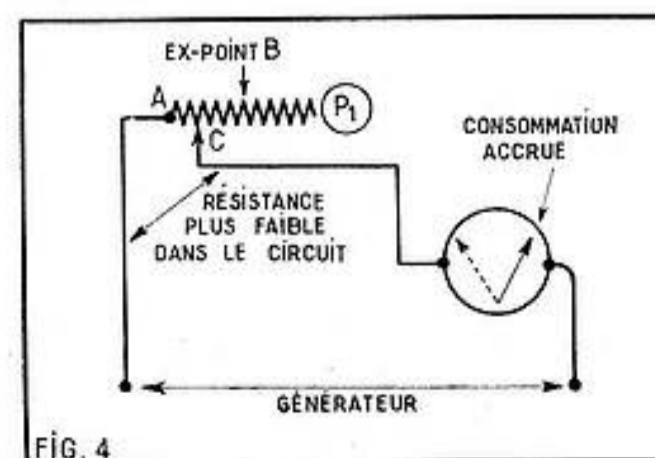 EX-POINT B
A
P1
C
CONSOMMATION
ACCRUE
RÉSISTANCE
PLUS FAIBLE
DANS LE CIRCUIT
GÉNÉRATEUR
FIG. 4